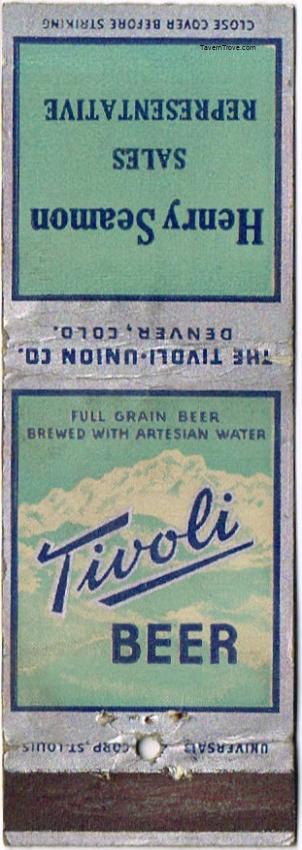 CLOSE COVER BEFORE STRIKING
TavernTrove.com
Henry Seamon
SALES
REPRESENTATIVE
THE TIVOLI-UNION CO.
DENVER, COLO.
FULL GRAIN BEER
BREWED WITH ARTESIAN WATER
Tivoli
BEER
UNIVERSAL CORP., ST. LOUIS